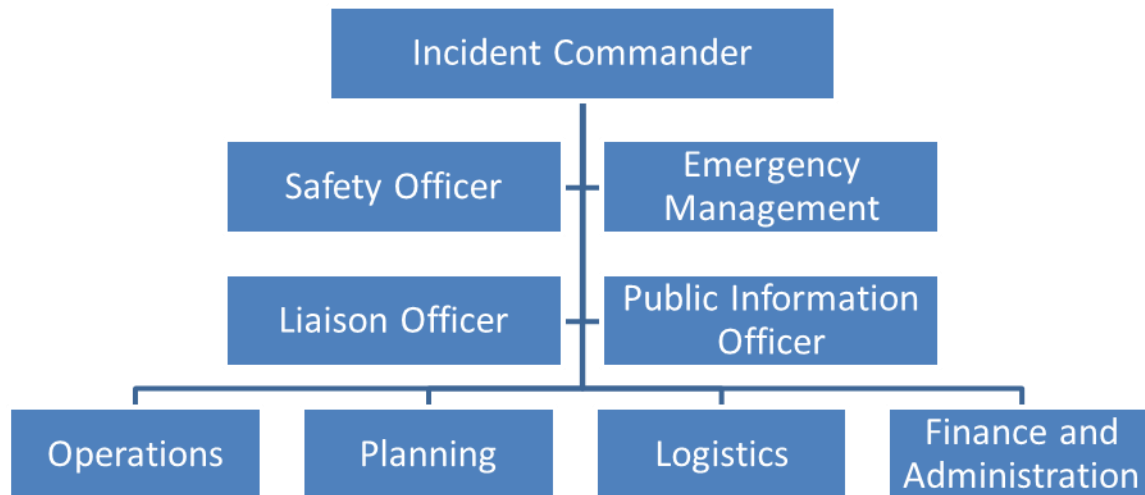 Incident Commander
Safety Officer
Emergency
Management
Liaison Officer
Public Information
Officer
Operations
Planning
Logistics
Finance and
Administration